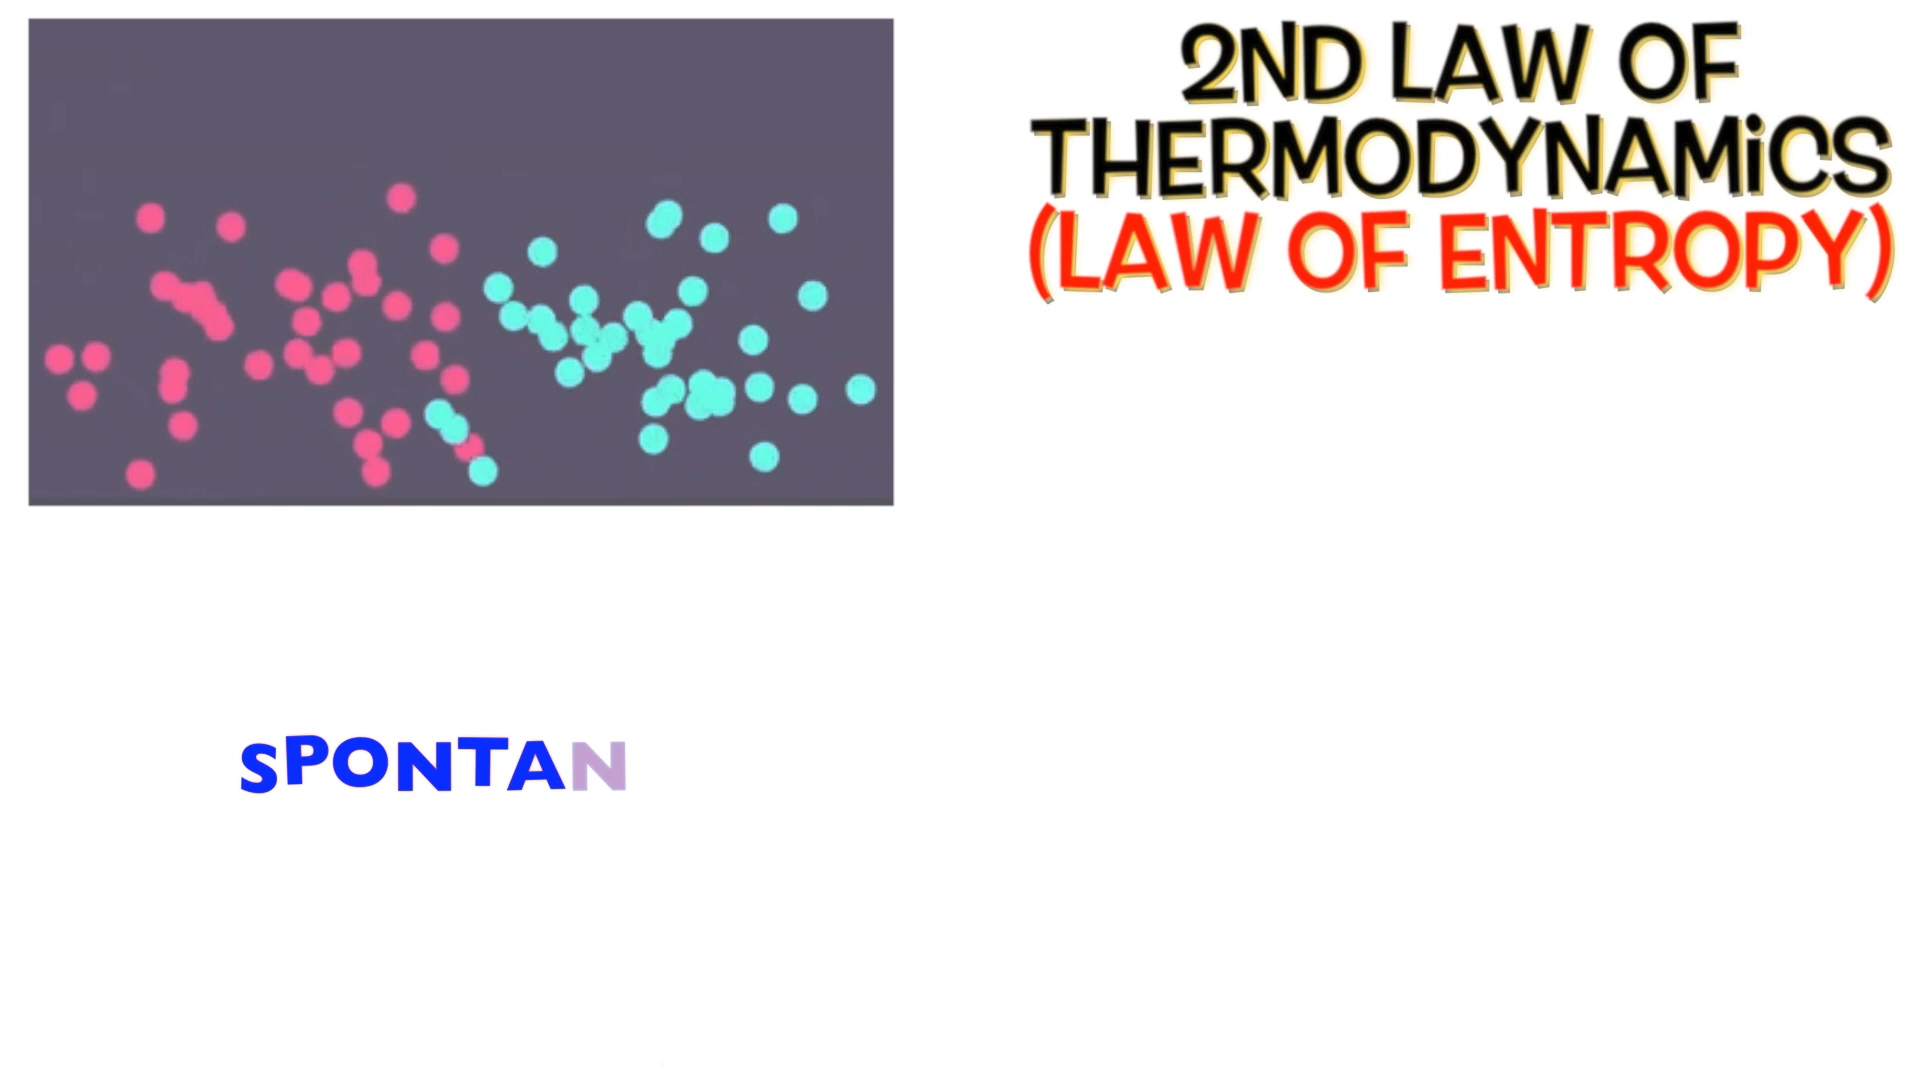 2ND LAW OF
THERMODYNAMiCS
(LAW OF ENTROPY)
SPONTAN